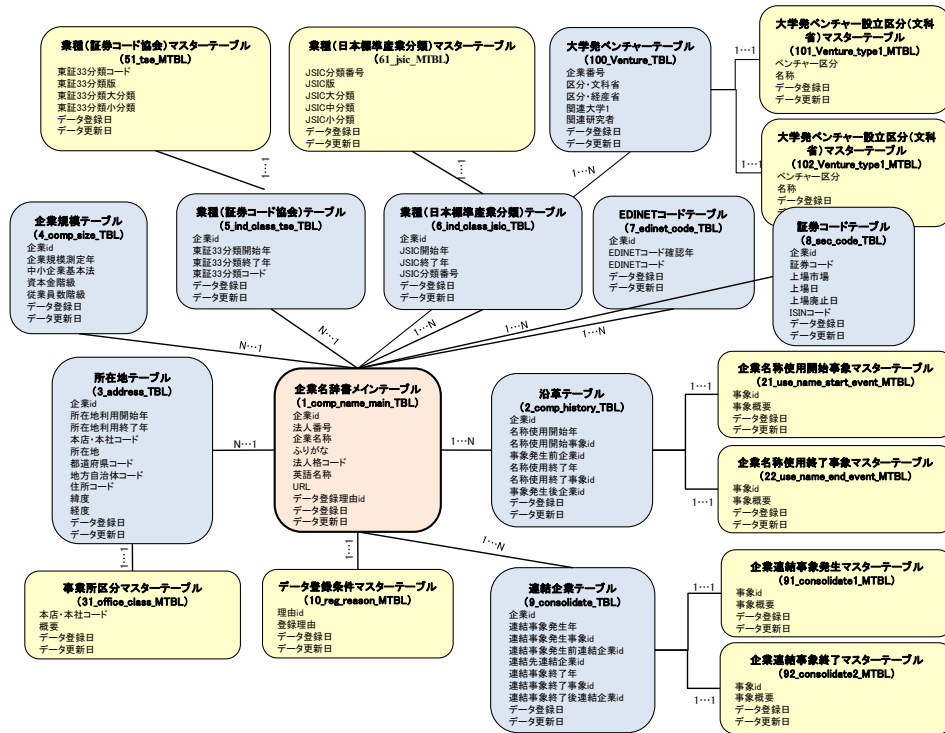 業種(証券コード協会)マスターテーブル
(51_tse_MTBL)
東証33分類コード
東証33分類版
東証33分類大分類
東証33分類小分類
データ登録日
データ更新日
業種(日本標準産業分類)マスターテーブル
(61_jsic_MTBL)
JSIC分類番号
JSIC版
JSIC大分類
JSIC中分類
JSIC小分類
データ登録日
データ更新日
大学発ベンチャーテーブル
(100_Venture_TBL)
企業番号
区分・文科省
区分・経産省
関連大学1
関連研究者
データ登録日
データ更新日
大学発ベンチャー設立区分(文科
省)マスターテーブル
(101_Venture_type1_MTBL)
ベンチャー区分
名称
データ登録日
データ更新日
大学発ベンチャー設立区分(文科
省)マスターテーブル
(102_Venture_type1_MTBL)
ベンチャー区分
名称
データ登録日
データ更新日
1…1
1…1
1…1
1…1
1…N
企業規模テーブル
(4_comp_size_TBL)
企業id
企業規模測定年
中小企業基本法
資本金階級
従業員数階級
データ登録日
データ更新日
業種(証券コード協会)テーブル
(5_ind_class_tse_TBL)
企業id
東証33分類開始年
東証33分類終了年
東証33分類コード
データ登録日
データ更新日
業種(日本標準産業分類)テーブル
(6_ind_class_jsic_TBL)
企業id
JSIC開始年
JSIC終了年
JSIC分類番号
データ登録日
データ更新日
EDINETコードテーブル
(7_edinet_code_TBL)
企業id
EDINETコード確認年
EDINETコード
データ登録日
データ更新日
証券コードテーブル
(8_sec_code_TBL)
企業id
証券コード
上場市場
上場日
上場廃止日
ISINコード
データ登録日
データ更新日
N…1
N…1
1…N
1…N
1…N
所在地テーブル
(3_address_TBL)
企業id
所在地利用開始年
所在地利用終了年
本店・本社コード
所在地
都道府県コード
地方自治体コード
住所コード
緯度
経度
データ登録日
データ更新日
N…1
企業名辞書メインテーブル
(1_comp_name_main_TBL)
企業id
法人番号
企業名称
ふりがな
法人格コード
英語名称
URL
データ登録理由id
データ登録日
データ更新日
1…N
沿革テーブル
(2_comp_history_TBL)
企業id
名称使用開始年
名称使用開始事象id
事象発生前企業id
名称使用終了年
名称使用終了事象id
事象発生後企業id
データ登録日
データ更新日
1…1
企業名称使用開始事象マスターテーブル
(21_use_name_start_event_MTBL)
事象id
事象概要
データ登録日
データ更新日
1…1
企業名称使用終了事象マスターテーブル
(22_use_name_end_event_MTBL)
事象id
事象概要
データ登録日
データ更新日
1…1
1…1
1…N
事業所区分マスターテーブル
(31_office_class_MTBL)
本店・本社コード
概要
データ登録日
データ更新日
データ登録条件マスターテーブル
(10_reg_reason_MTBL)
理由id
登録理由
データ登録日
データ更新日
連結企業テーブル
(9_consolidate_TBL)
企業id
連結事象発生年
連結事象発生事象id
連結事象発生前連結企業id
連結先連結企業id
連結事象終了年
連結事象終了事象id
連結事象終了後連結企業id
データ登録日
データ更新日
1…1
企業連結事象発生マスターテーブル
(91_consolidate1_MTBL)
事象id
事象概要
データ登録日
データ更新日
1…1
企業連結事象終了マスターテーブル
(92_consolidate2_MTBL)
事象id
事象概要
データ登録日
データ更新日